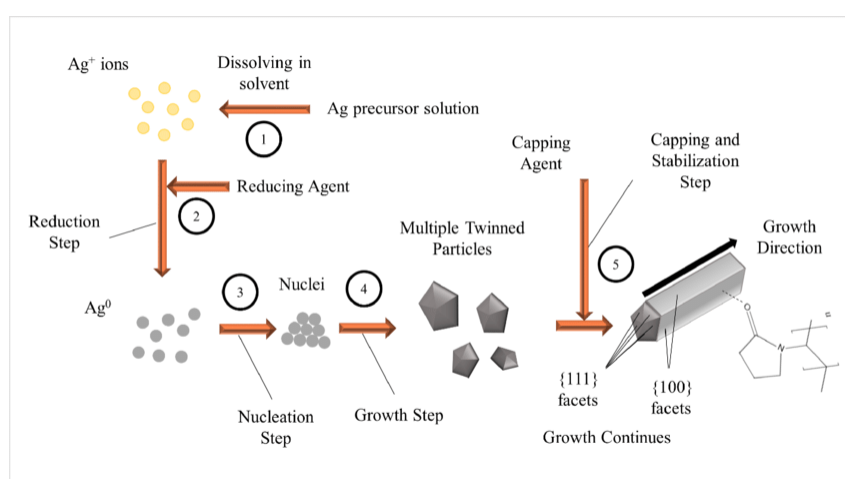 Ag⁺ ions
Dissolving in
solvent
Ag precursor solution
1
Reducing Agent
2
Reduction
Step
Ag⁰
3
Nuclei
4
Nucleation
Step
Growth Step
Multiple Twinned
Particles
Capping
Agent
Capping and
Stabilization
Step
5
Growth
Direction
{111}
facets
{100}
facets
Growth Continues
O
N
n